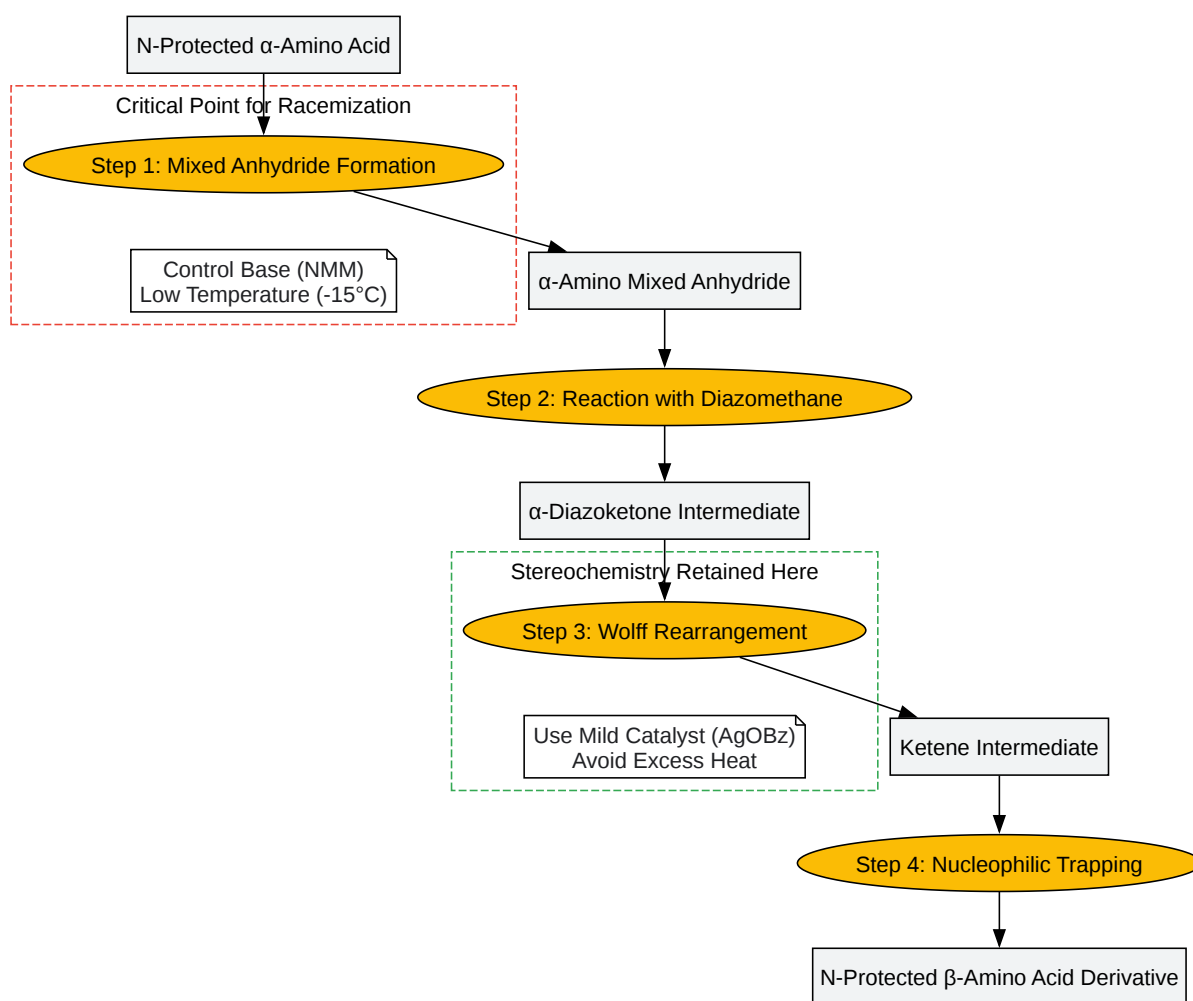 N-Protected α-Amino Acid
Critical Point for Racemization
Step 1: Mixed Anhydride Formation
Control Base (NMM)
Low Temperature (-15°C)
α-Amino Mixed Anhydride
Step 2: Reaction with Diazomethane
α-Diazoketone Intermediate
Stereochemistry Retained Here
Step 3: Wolff Rearrangement
Use Mild Catalyst (AgOBz)
Avoid Excess Heat
Ketene Intermediate
Step 4: Nucleophilic Trapping
N-Protected β-Amino Acid Derivative